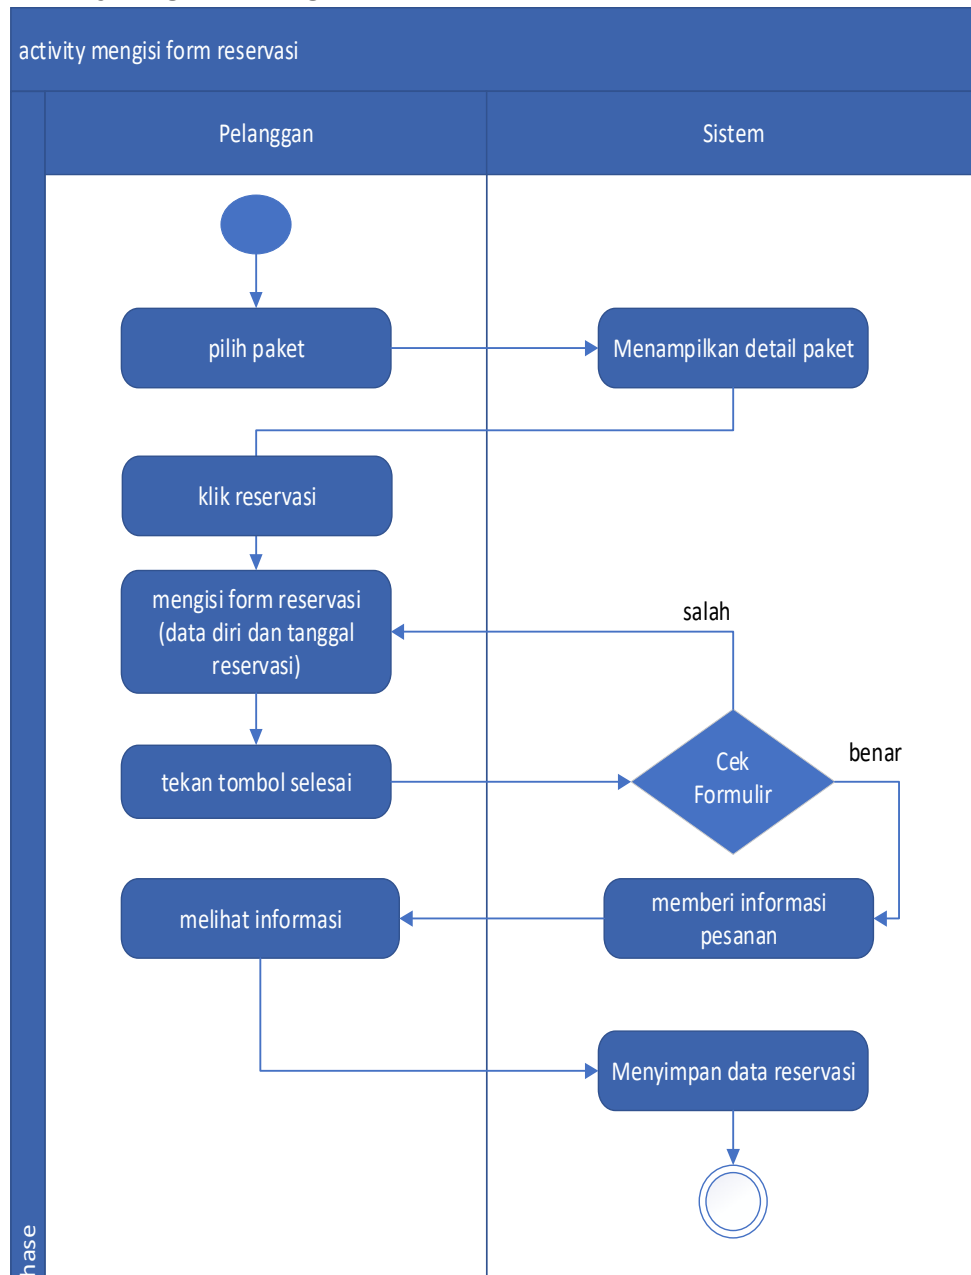 activity mengisi form reservasi
Pelanggan
Sistem
pilih paket
Menampilkan detail paket
klik reservasi
mengisi form reservasi
(data diri dan tanggal
reservasi)
salah
tekan tombol selesai
Cek
Formulir
benar
melihat informasi
memberi informasi
pesanan
Menyimpan data reservasi
hase